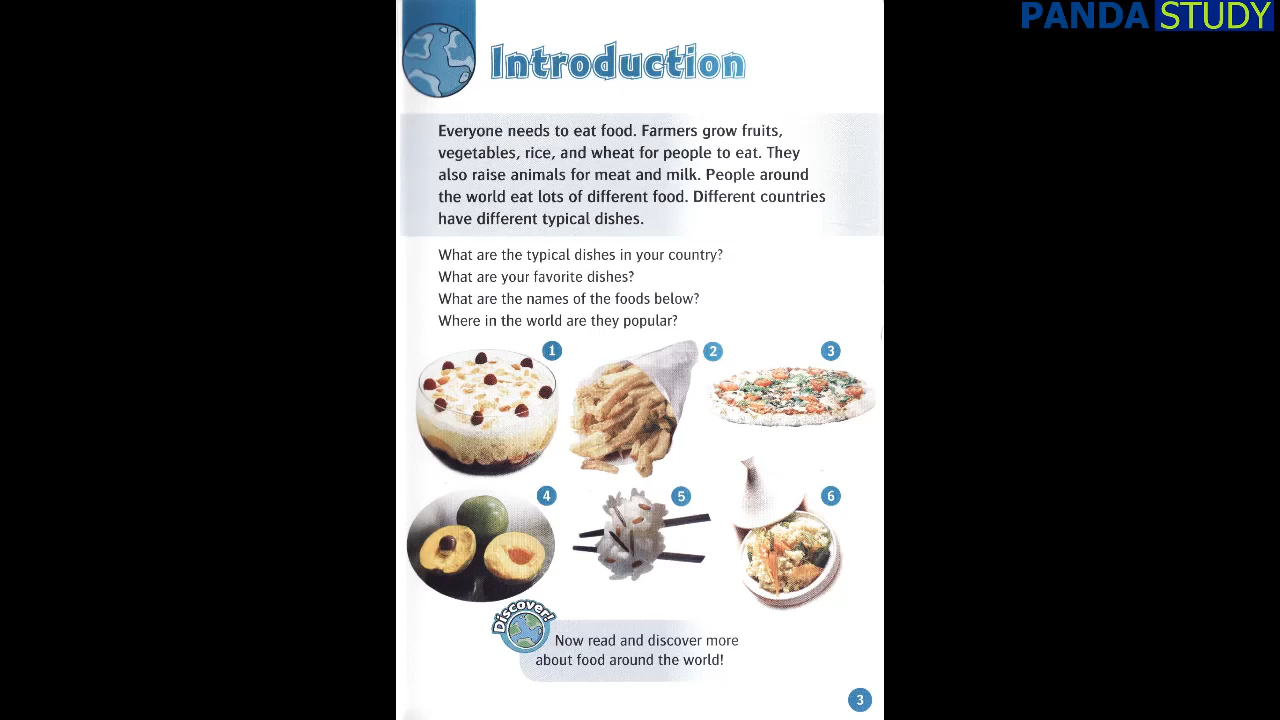 PANDA STUDY
Introduction
Everyone needs to eat food. Farmers grow fruits,
vegetables, rice, and wheat for people to eat. They
also raise animals for meat and milk. People around
the world eat lots of different food. Different countries
have different typical dishes.
What are the typical dishes in your country?
What are your favorite dishes?
What are the names of the foods below?
Where in the world are they popular?
1
2
3
4
5
6
Discover!
Now read and discover more
about food around the world!
3